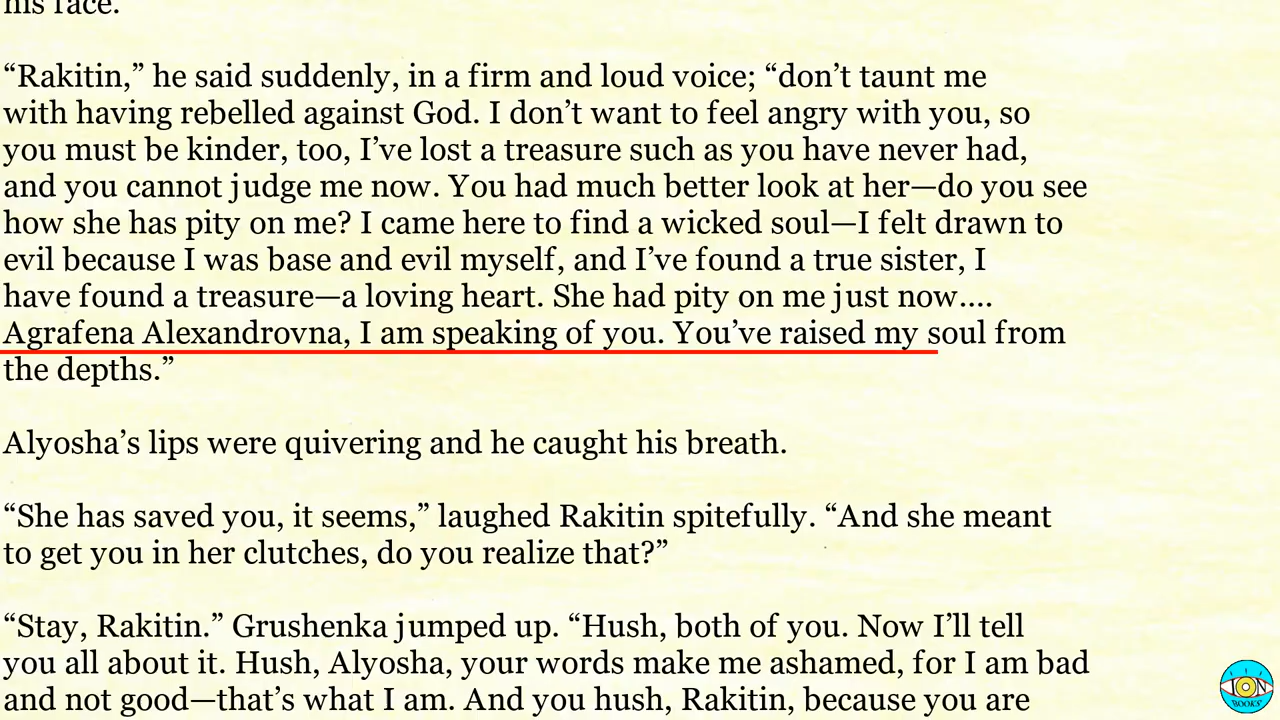 his face.
“Rakitin,” he said suddenly, in a firm and loud voice; “don’t taunt me
with having rebelled against God. I don’t want to feel angry with you, so
you must be kinder, too, I’ve lost a treasure such as you have never had,
and you cannot judge me now. You had much better look at her—do you see
how she has pity on me? I came here to find a wicked soul—I felt drawn to
evil because I was base and evil myself, and I’ve found a true sister, I
have found a treasure—a loving heart. She had pity on me just now....
Agrafena Alexandrovna, I am speaking of you. You’ve raised my soul from
the depths.”
Alyosha’s lips were quivering and he caught his breath.
“She has saved you, it seems,” laughed Rakitin spitefully. “And she meant
to get you in her clutches, do you realize that?”
“Stay, Rakitin.” Grushenka jumped up. “Hush, both of you. Now I’ll tell
you all about it. Hush, Alyosha, your words make me ashamed, for I am bad
and not good—that’s what I am. And you hush, Rakitin, because you are
ION
BOOKS